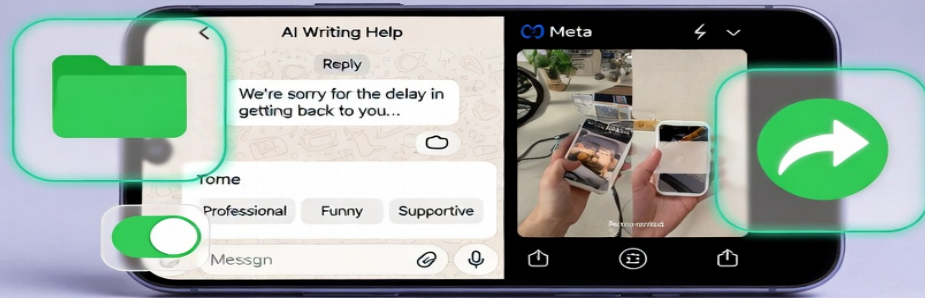 AI Writing Help
Reply
We're sorry for the delay in
getting back to you...
Tome
Professional
Funny
Supportive
Messgn
Meta